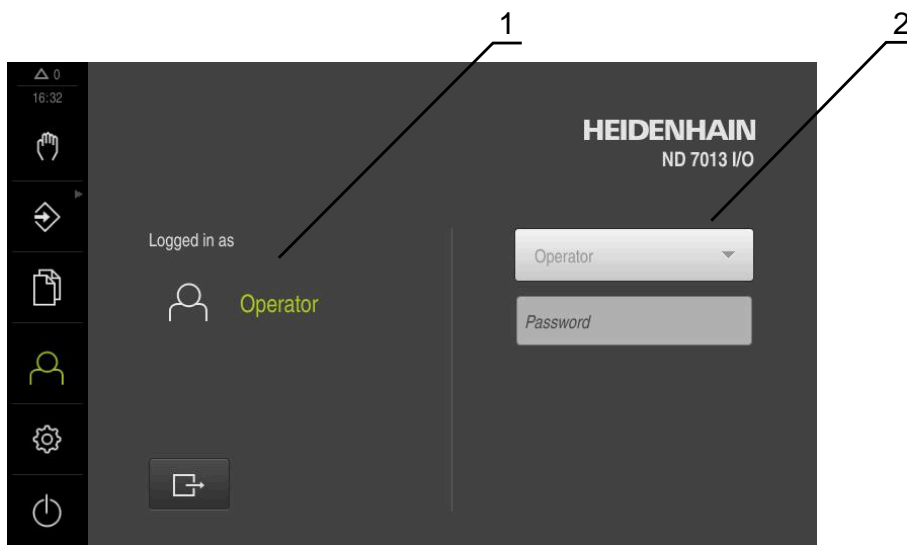 1
2
0
16:32
HEIDENHAIN
ND 7013 I/O
Logged in as
Operator
Operator
Password